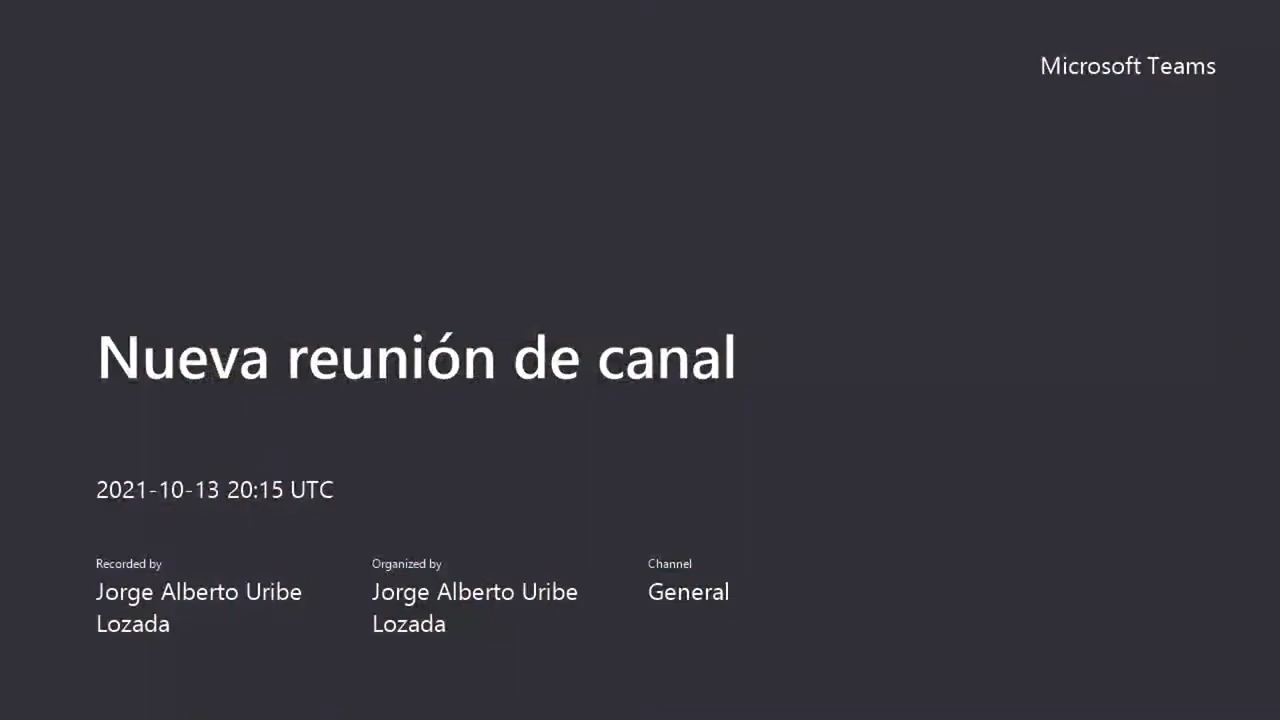 Microsoft Teams
Nueva reunión de canal
2021-10-13 20:15 UTC
Recorded by
Jorge Alberto Uribe
Lozada
Organized by
Jorge Alberto Uribe
Lozada
Channel
General